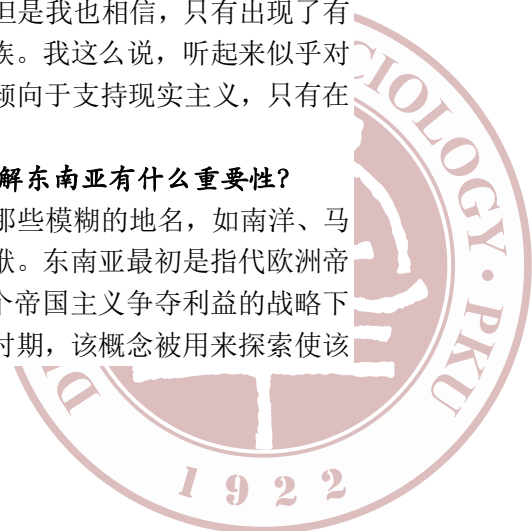 但是我也相信，只有出现了有
族。我这么说，听起来似乎对
倾向于支持现实主义，只有在
解东南亚有什么重要性？
那些模糊的地名，如南洋、马
献。东南亚最初是指代欧洲帝
个帝国主义争夺利益的战略下
时期，该概念被用来探索使该
CIOLOGY · PKU
D
1922